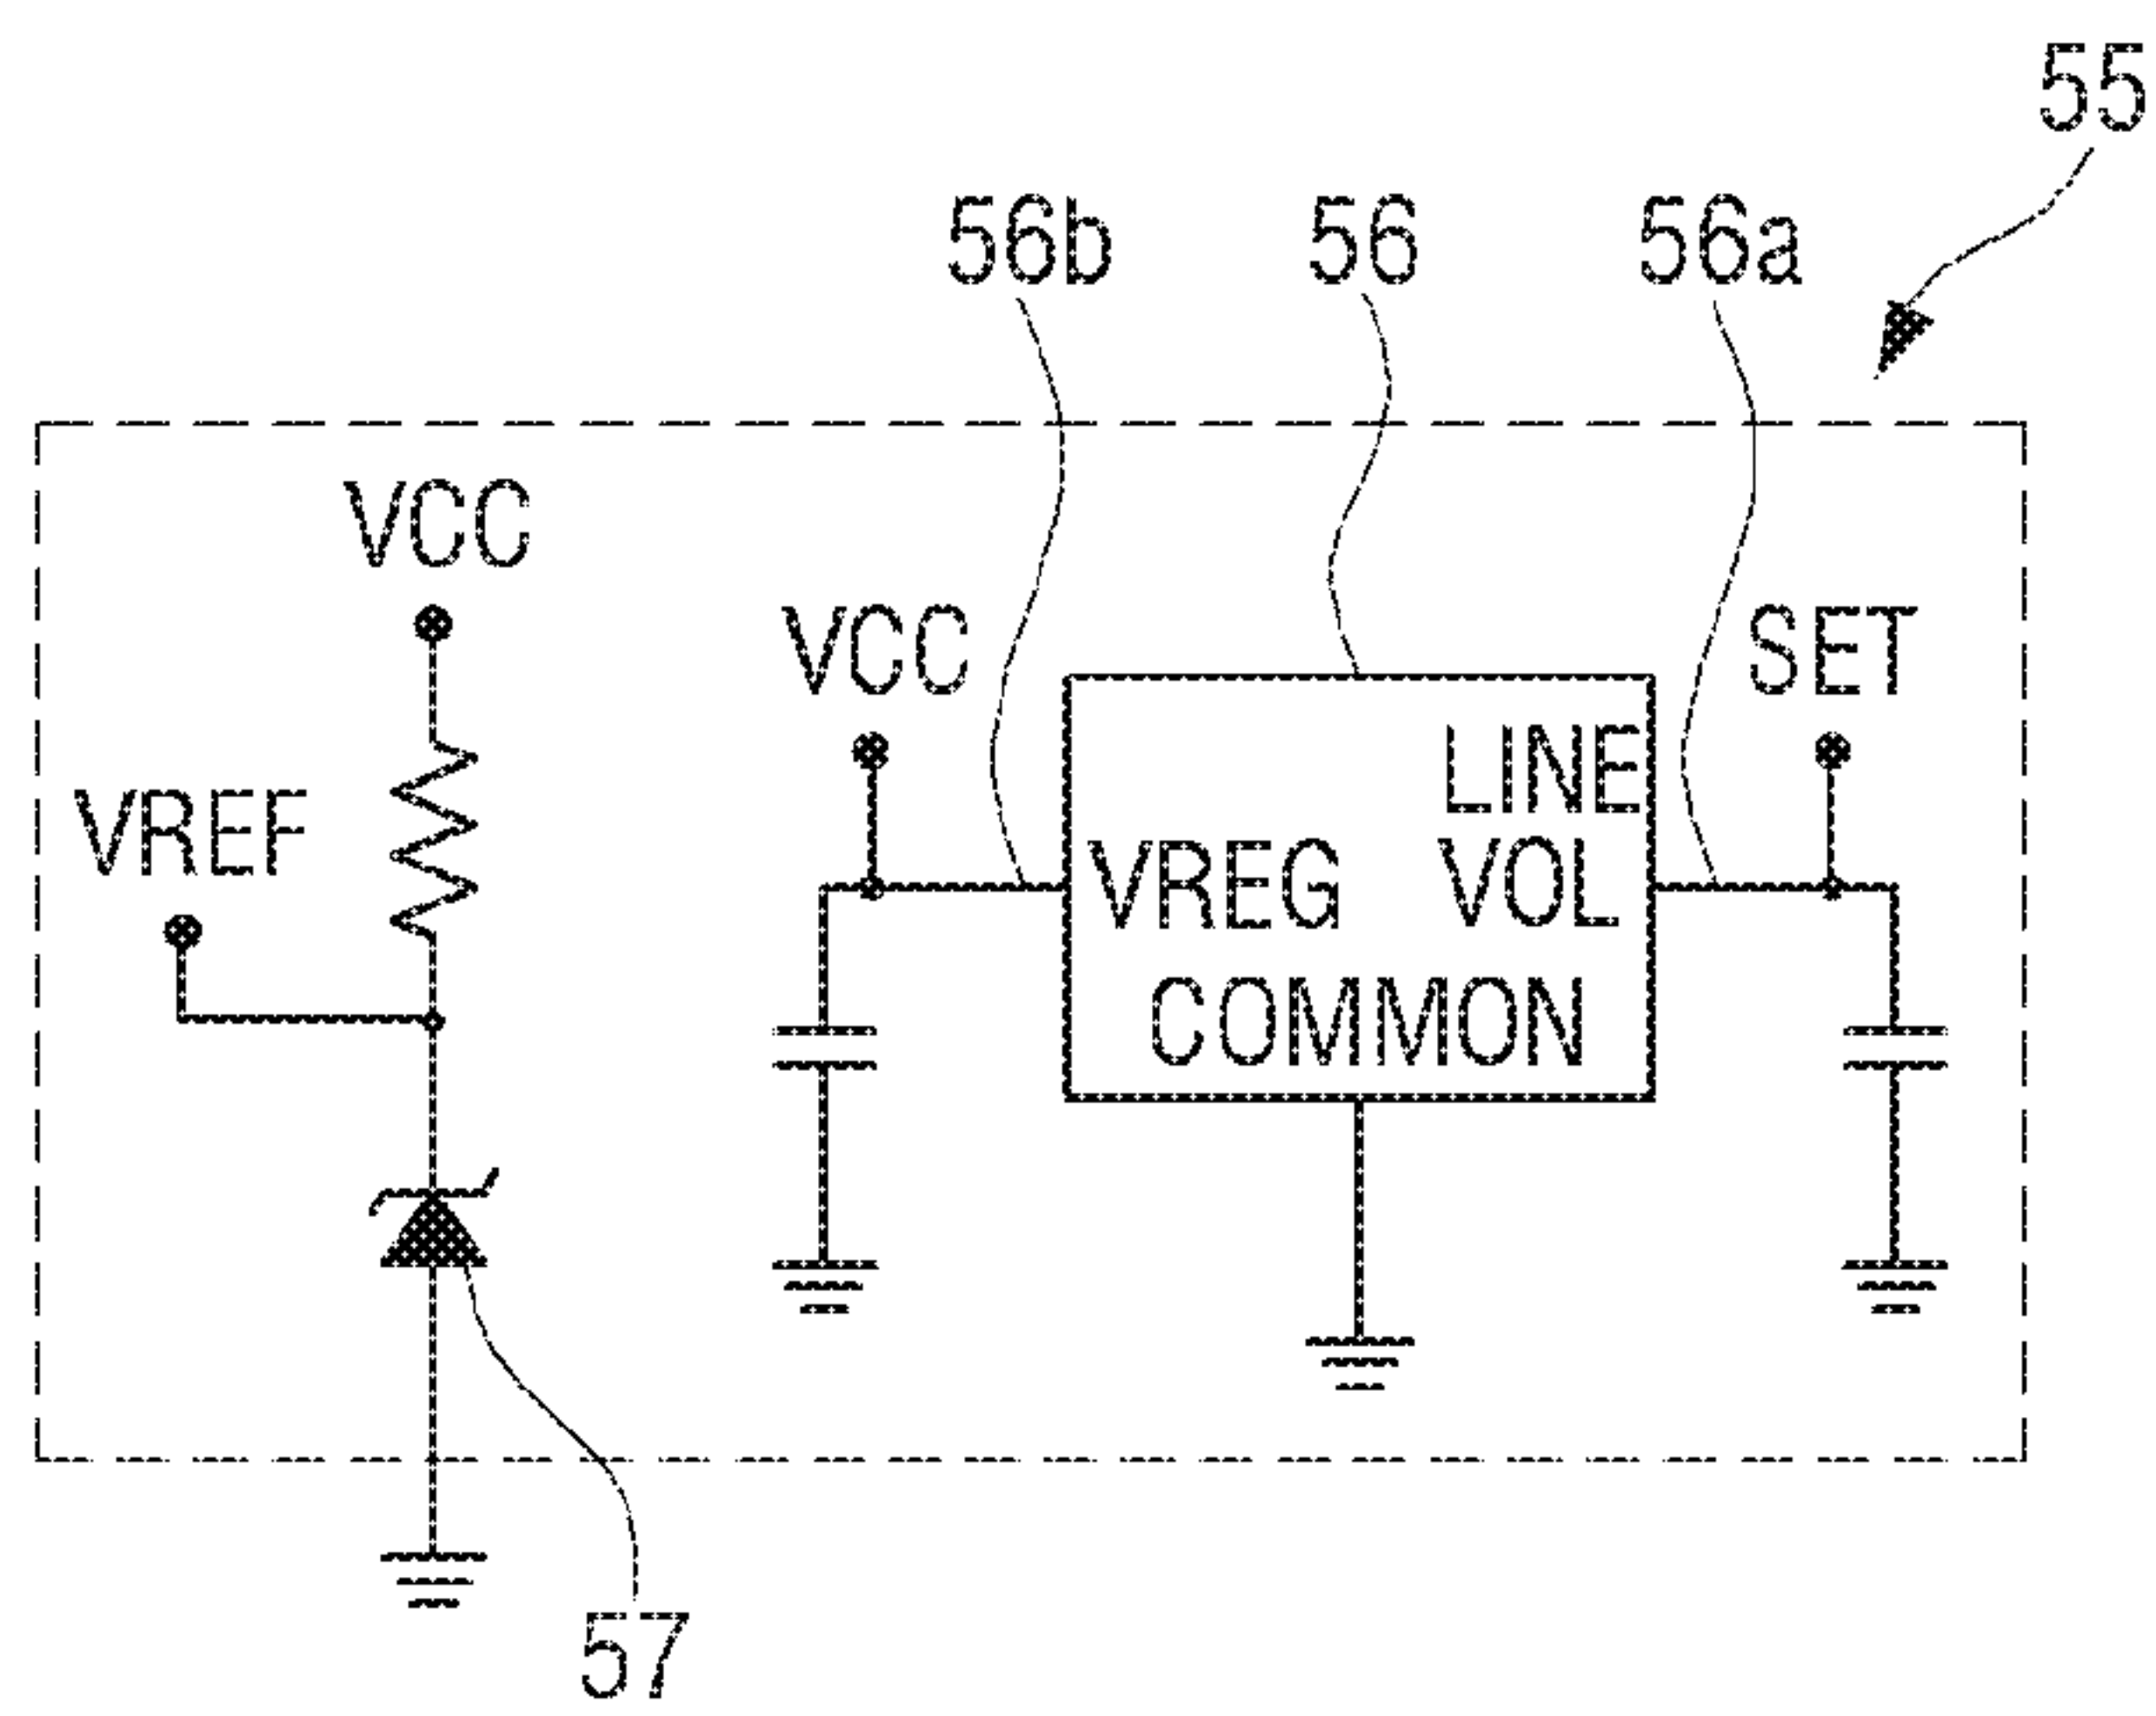 55
56b 56 56a
VCC
VCC SET
LINE
VREF
VREG VOL
COMMON
57